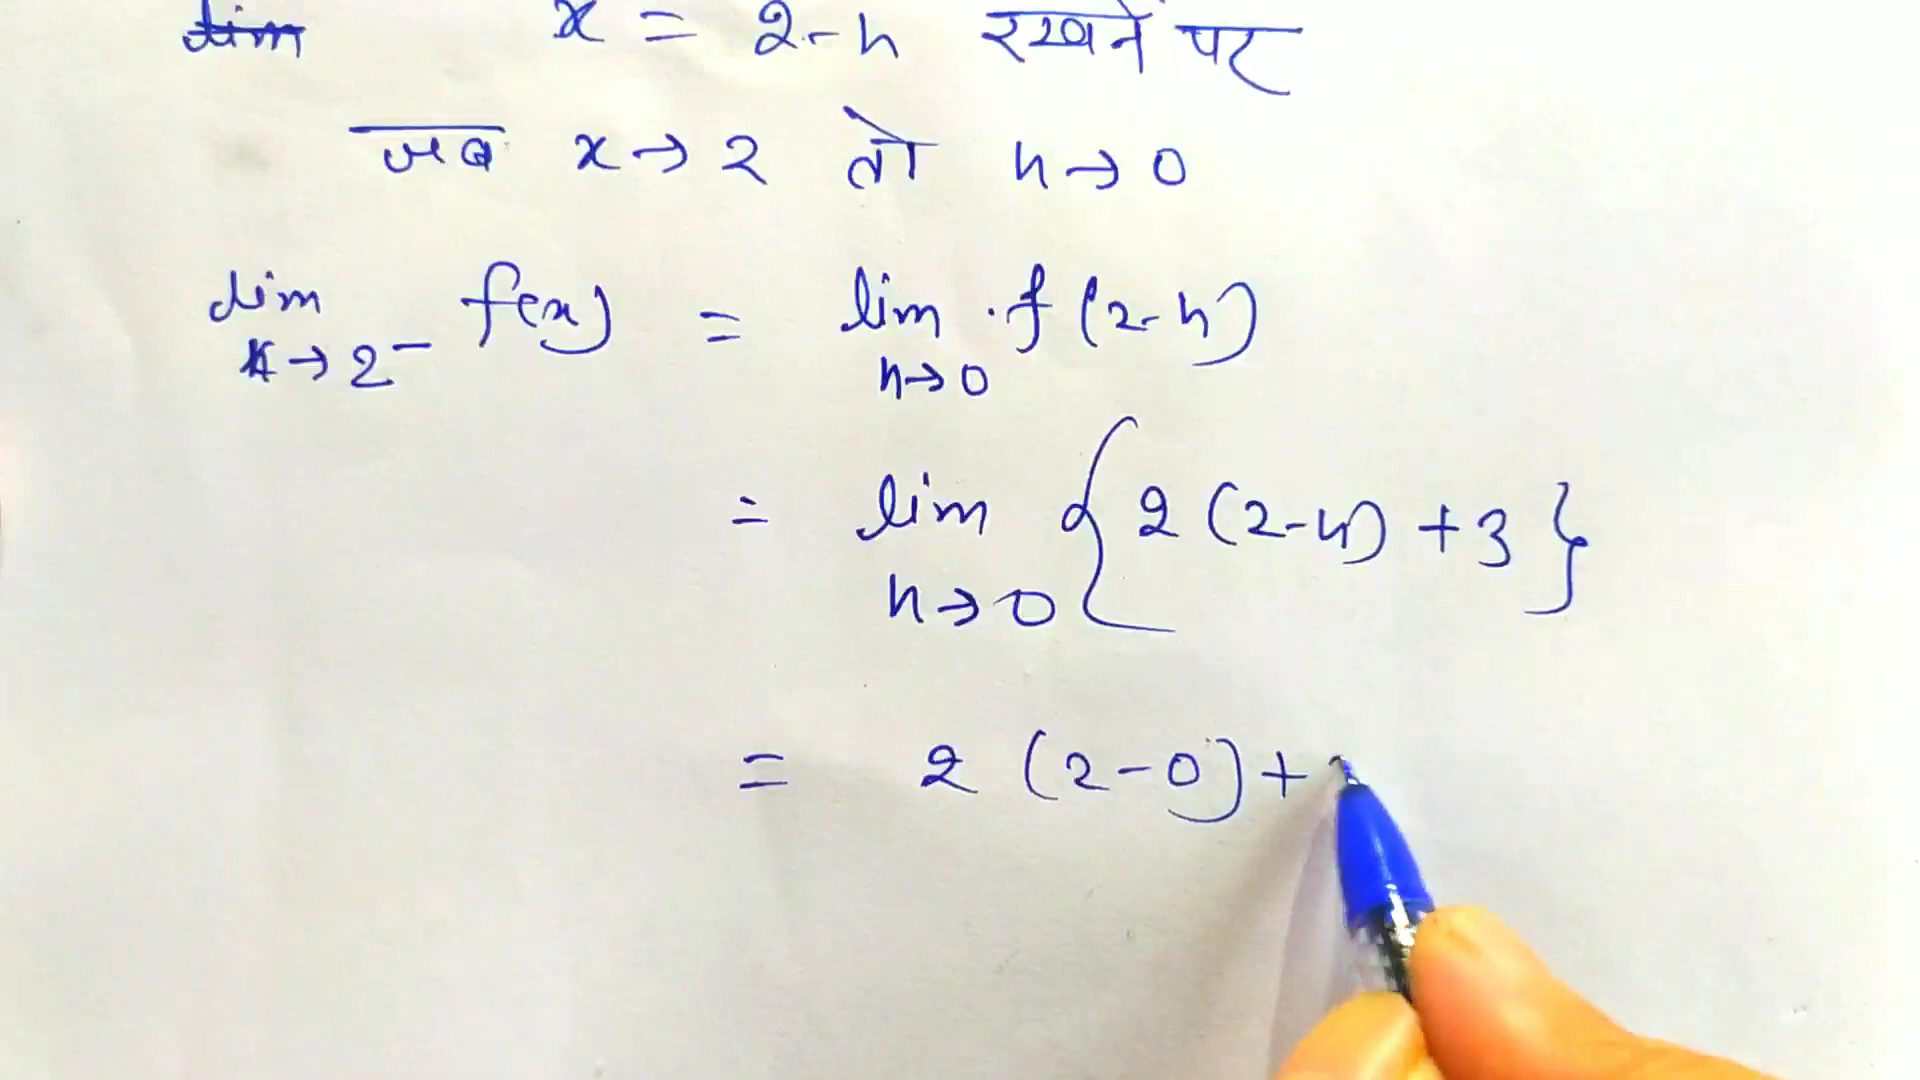 lim x = 2-h रखने पर
जब x→2 तो h→0
lim f(x) = lim .f(2-h)
x→2⁻ h→0
= lim { 2(2-h)+3 }
h→0
= 2(2-0)+